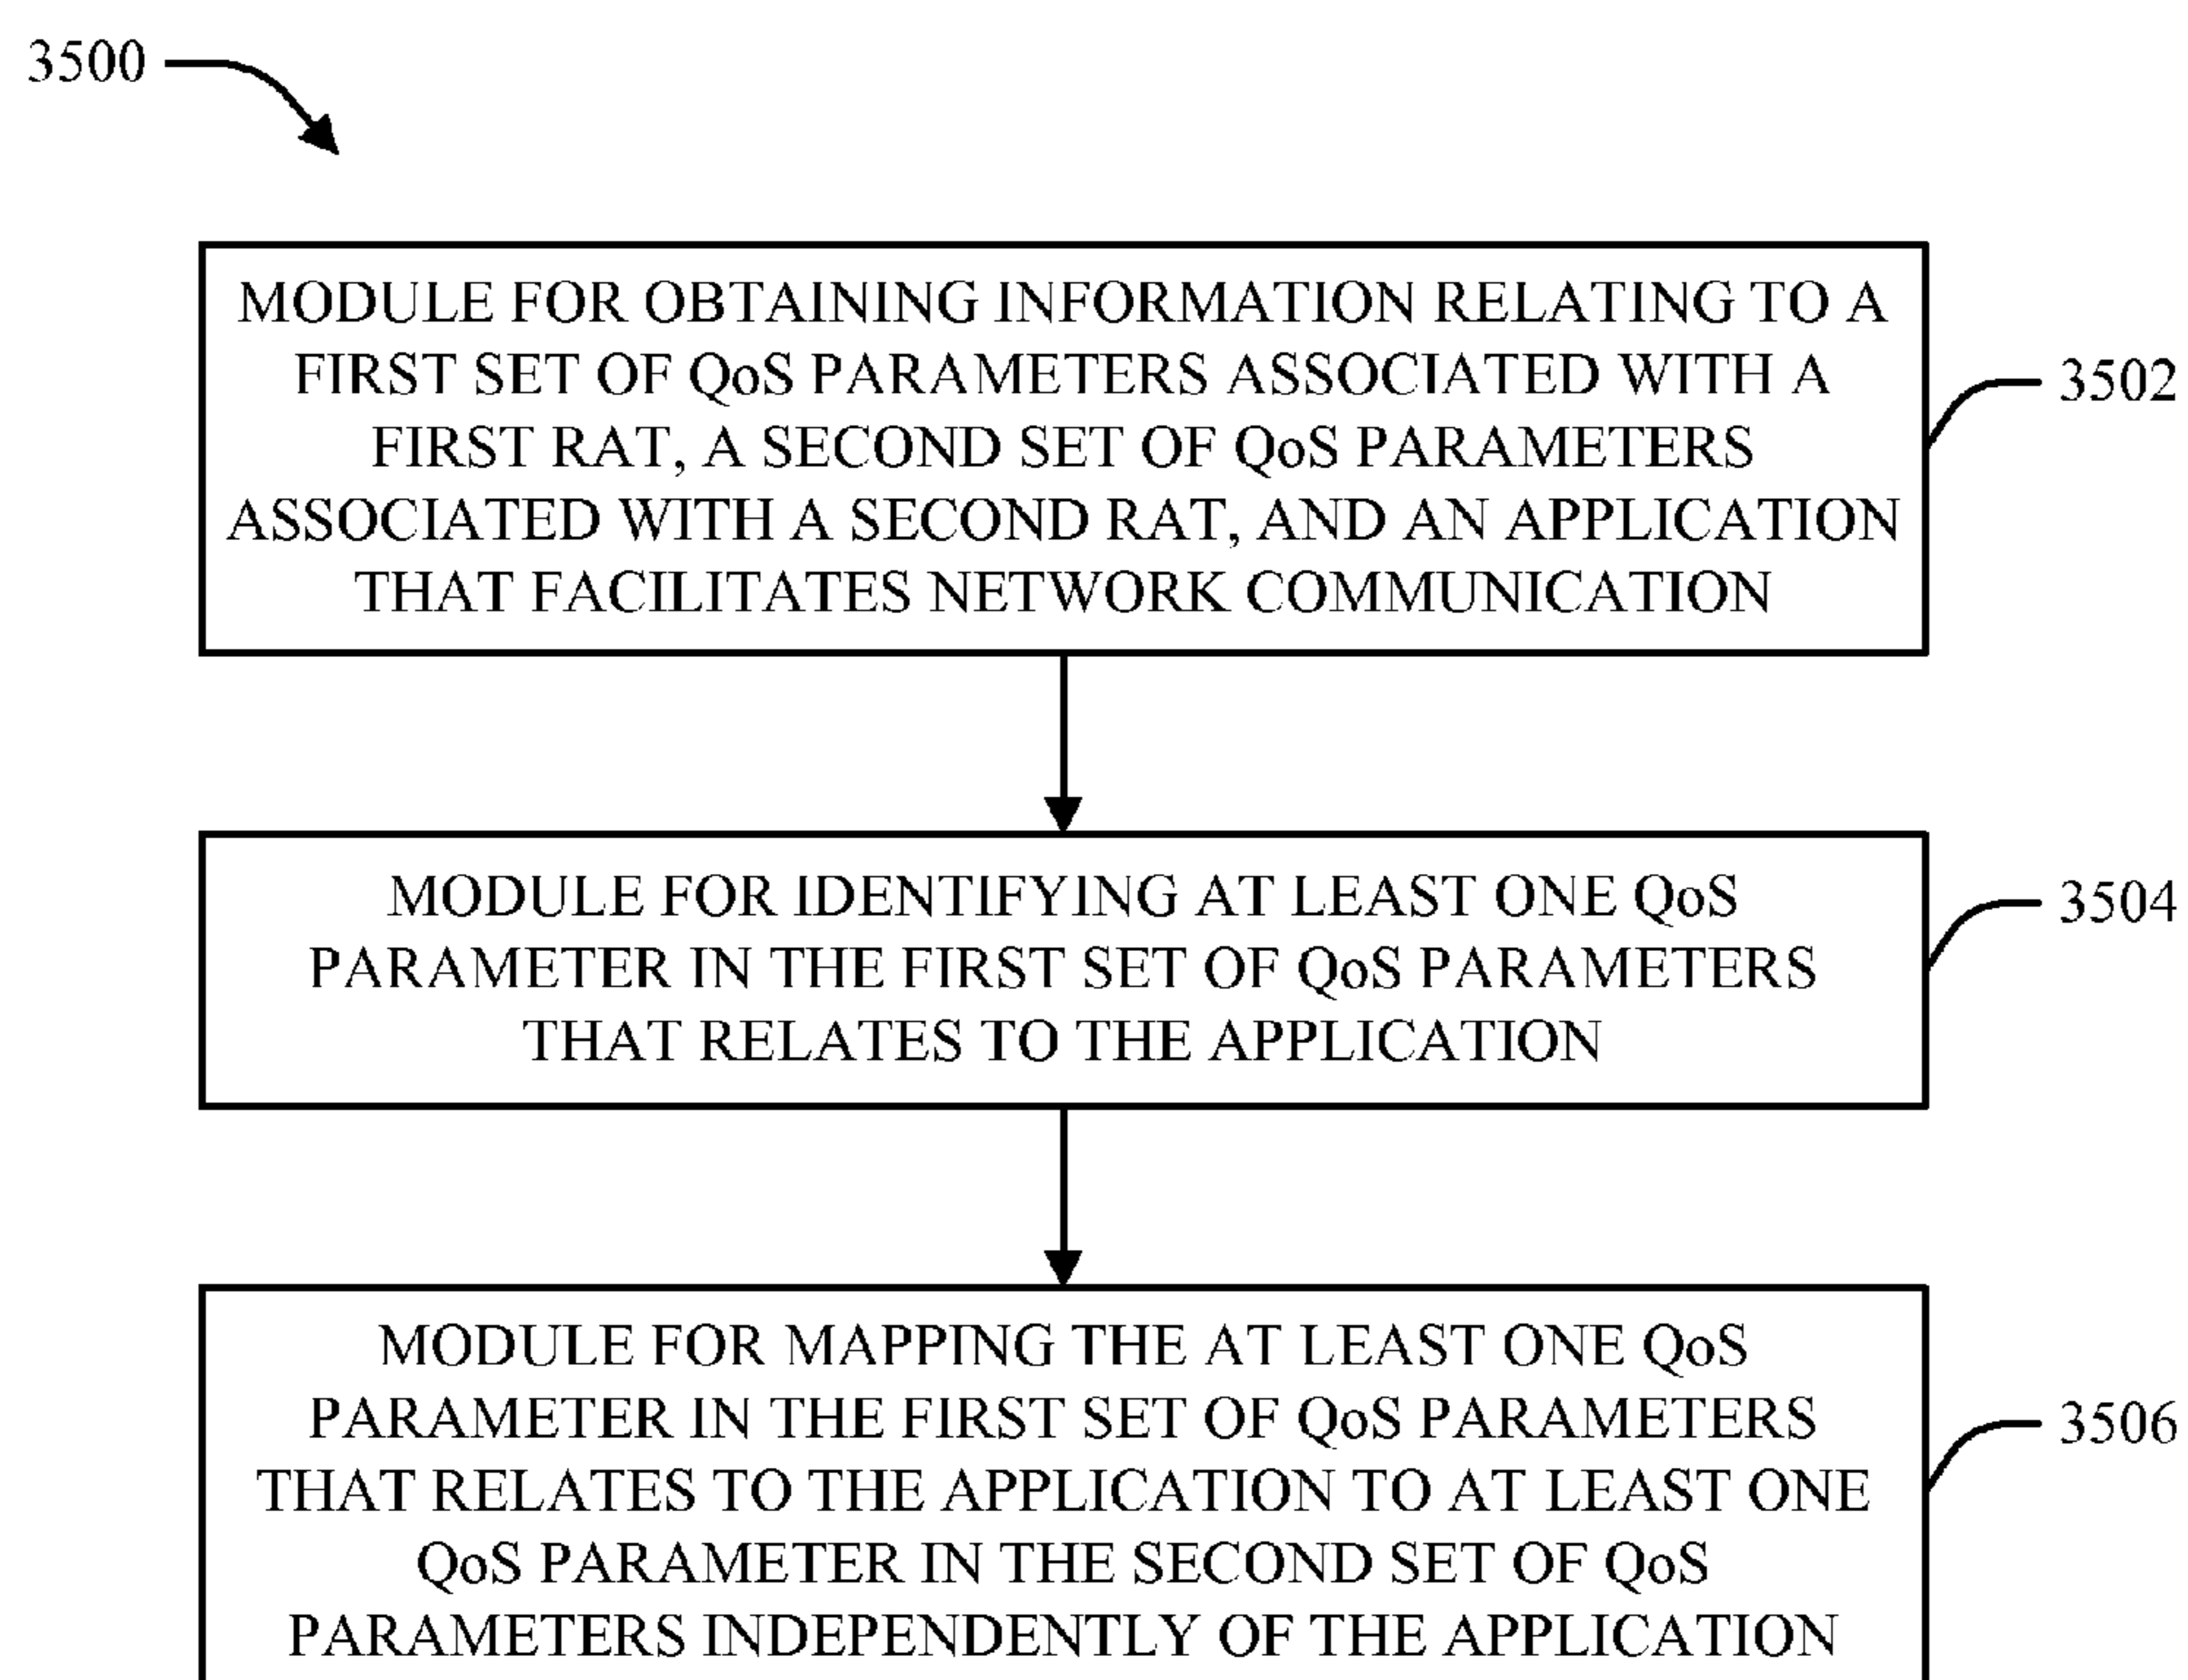 3500
MODULE FOR OBTAINING INFORMATION RELATING TO A
FIRST SET OF QoS PARAMETERS ASSOCIATED WITH A
FIRST RAT, A SECOND SET OF QoS PARAMETERS
ASSOCIATED WITH A SECOND RAT, AND AN APPLICATION
THAT FACILITATES NETWORK COMMUNICATION
3502
MODULE FOR IDENTIFYING AT LEAST ONE QoS
PARAMETER IN THE FIRST SET OF QoS PARAMETERS
THAT RELATES TO THE APPLICATION
3504
MODULE FOR MAPPING THE AT LEAST ONE QoS
PARAMETER IN THE FIRST SET OF QoS PARAMETERS
THAT RELATES TO THE APPLICATION TO AT LEAST ONE
QoS PARAMETER IN THE SECOND SET OF QoS
PARAMETERS INDEPENDENTLY OF THE APPLICATION
3506